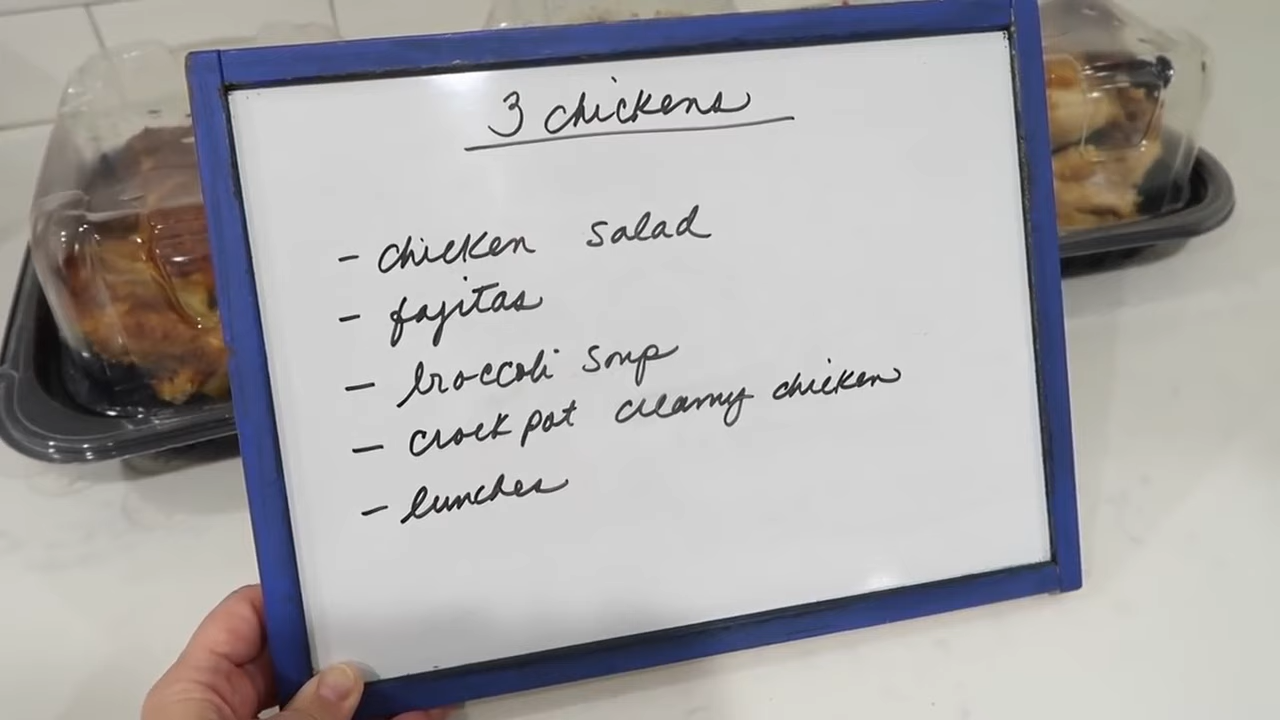 3 chickens
- chicken salad
- fajitas
- broccoli soup
- crock pot creamy chicken
- lunches